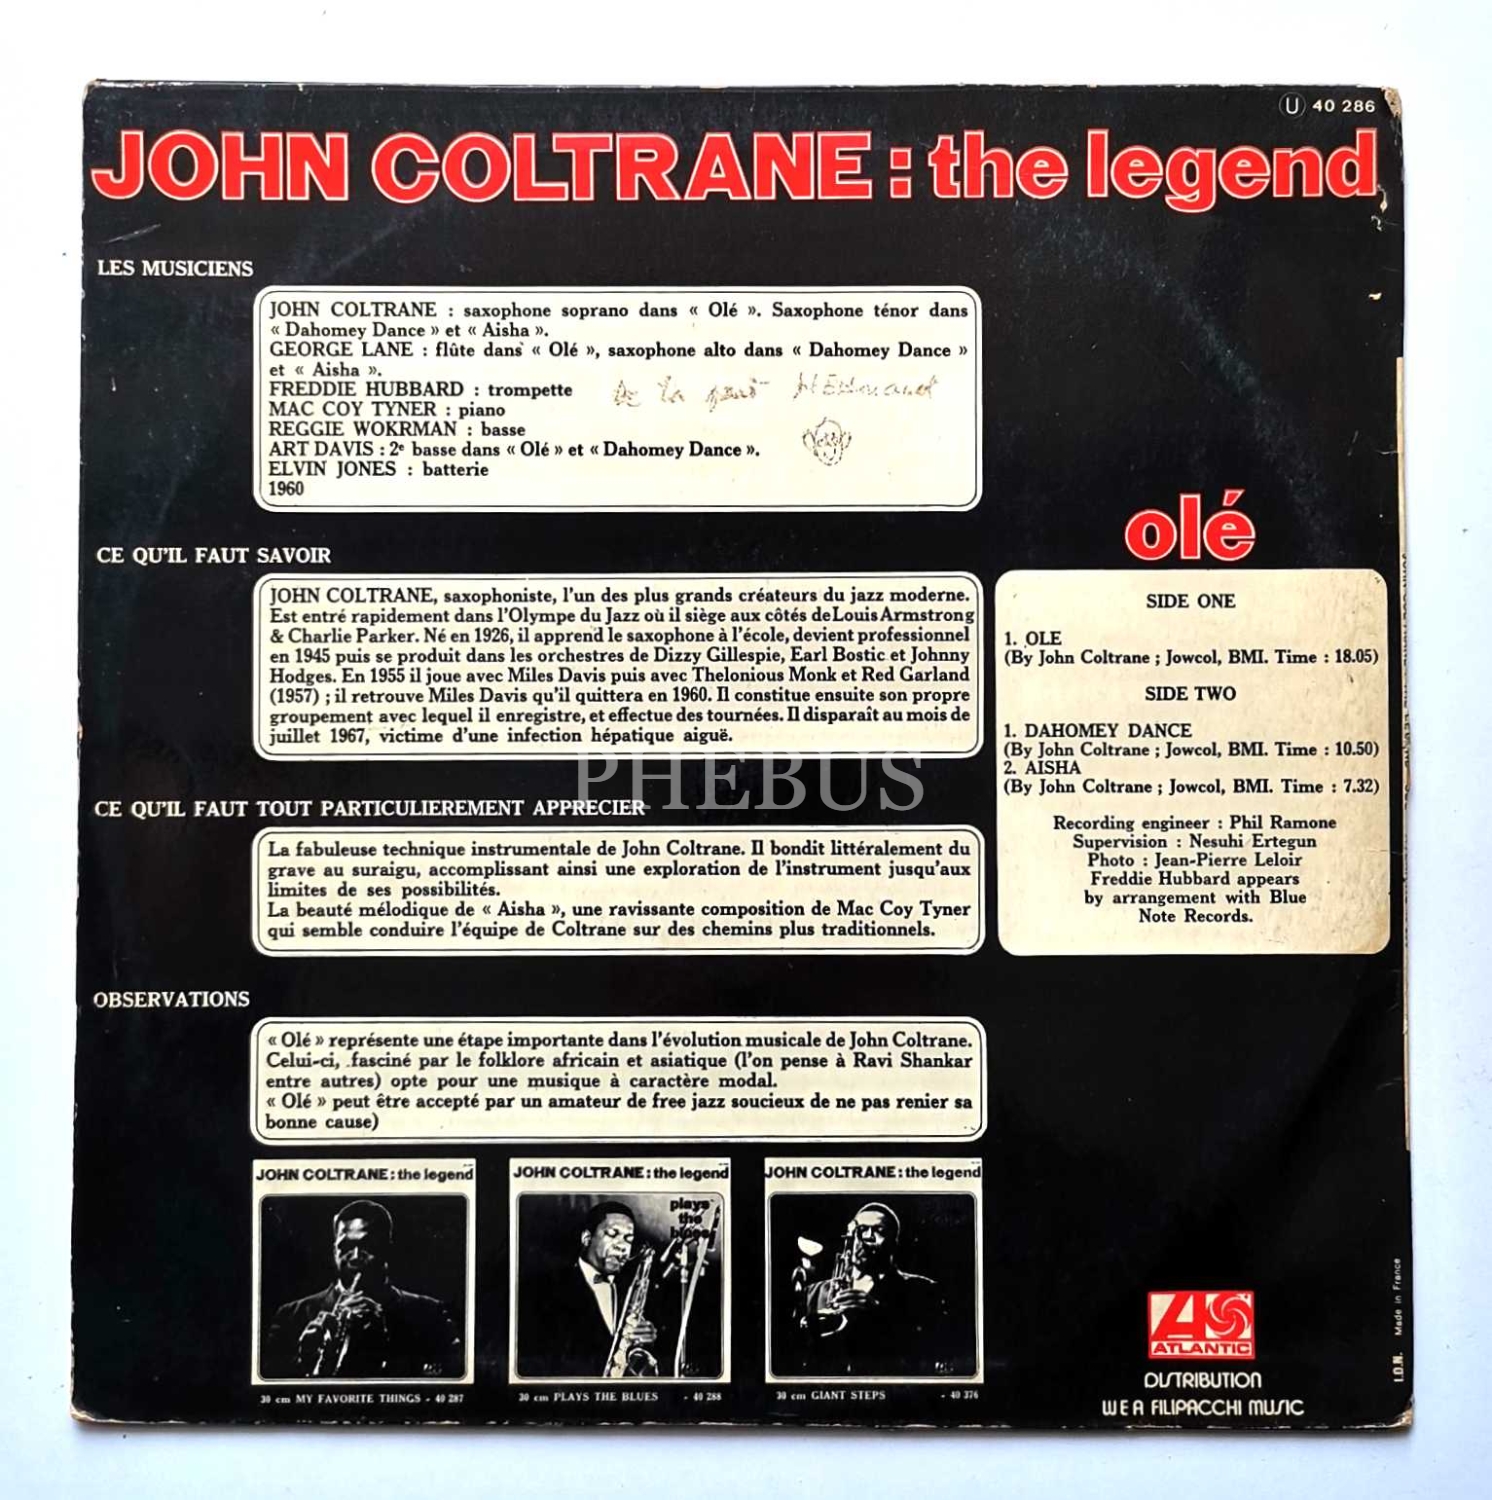 U 40 286
JOHN COLTRANE : the legend
LES MUSICIENS
JOHN COLTRANE : saxophone soprano dans « Olé ». Saxophone ténor dans
« Dahomey Dance » et « Aisha ».
GEORGE LANE : flûte dans « Olé », saxophone alto dans « Dahomey Dance »
et « Aisha ».
FREDDIE HUBBARD : trompette
De la
MAC COY TYNER : piano
REGGIE WOKRMAN : basse
ART DAVIS : 2e basse dans « Olé » et « Dahomey Dance ».
ELVIN JONES : batterie
1960
CE QU'IL FAUT SAVOIR
JOHN COLTRANE, saxophoniste, l'un des plus grands créateurs du jazz moderne.
Est entré rapidement dans l'Olympe du Jazz où il siège aux côtés de Louis Armstrong
& Charlie Parker. Né en 1926, il apprend le saxophone à l'école, devient professionnel
en 1945 puis se produit dans les orchestres de Dizzy Gillespie, Earl Bostic et Johnny
Hodges. En 1955 il joue avec Miles Davis puis avec Thelonious Monk et Red Garland
(1957) ; il retrouve Miles Davis qu'il quittera en 1960. Il constitue ensuite son propre
groupement avec lequel il enregistre, et effectue des tournées. Il disparaît au mois de
juillet 1967, victime d'une infection hépatique aiguë.
PHEBUS
CE QU'IL FAUT TOUT PARTICULIEREMENT APPRECIER
La fabuleuse technique instrumentale de John Coltrane. Il bondit littéralement du
grave au suraigu, accomplissant ainsi une exploration de l'instrument jusqu'aux
limites de ses possibilités.
La beauté mélodique de « Aisha », une ravissante composition de Mac Coy Tyner
qui semble conduire l'équipe de Coltrane sur des chemins plus traditionnels.
OBSERVATIONS
« Olé » représente une étape importante dans l'évolution musicale de John Coltrane.
Celui-ci, fasciné par le folklore africain et asiatique (l'on pense à Ravi Shankar
entre autres) opte pour une musique à caractère modal.
« Olé » peut être accepté par un amateur de free jazz soucieux de ne pas renier sa
bonne cause)
olé
SIDE ONE
1. OLE
(By John Coltrane ; Jowcol, BMI. Time : 18.05)
SIDE TWO
1. DAHOMEY DANCE
(By John Coltrane ; Jowcol, BMI. Time : 10.50)
2. AISHA
(By John Coltrane ; Jowcol, BMI. Time : 7.32)
Recording engineer : Phil Ramone
Supervision : Nesuhi Ertegun
Photo : Jean-Pierre Leloir
Freddie Hubbard appears
by arrangement with Blue
Note Records.
JOHN COLTRANE : the legend
30 cm MY FAVORITE THINGS - 40 287
JOHN COLTRANE : the legend
plays
the
blues
30 cm PLAYS THE BLUES - 40 288
JOHN COLTRANE : the legend
30 cm GIANT STEPS - 40 376
ATLANTIC
DISTRIBUTION
WEA FILIPACCHI MUSIC
I.D.N. Made in France